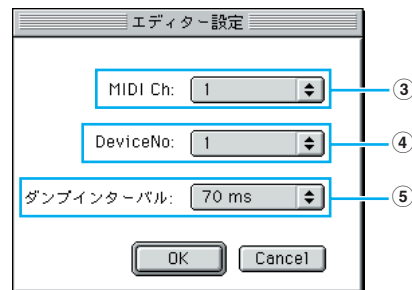 エディター設定
MIDI Ch: 1 ③
DeviceNo: 1 ④
ダンプインターバル: 70 ms ⑤
OK Cancel